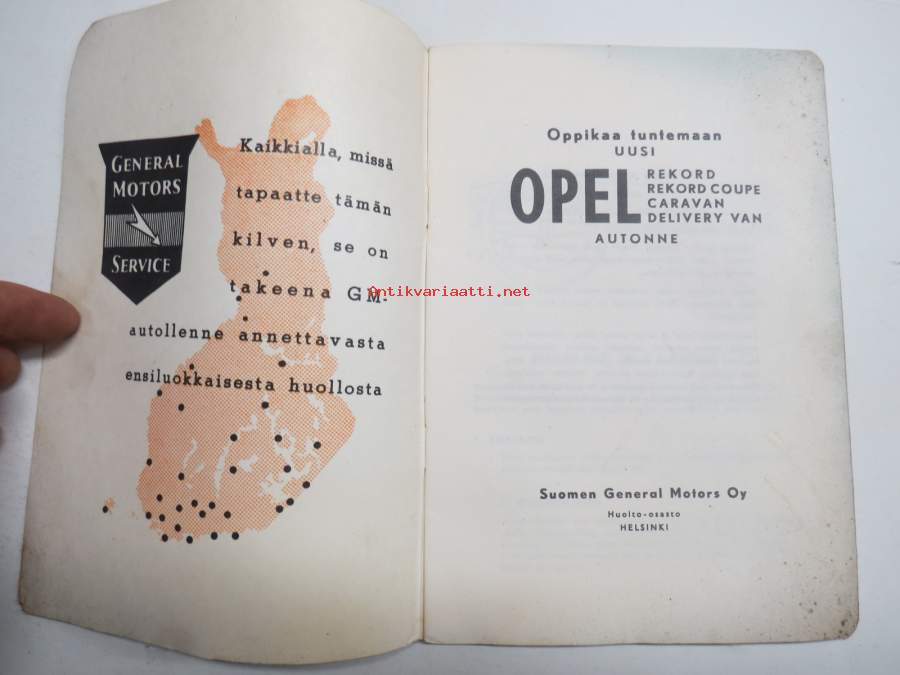 GENERAL
MOTORS
SERVICE
Kaikkialla, missä
tapaatte tämän
kilven, se on
takeena GM-
autollenne annettavasta
ensiluokkaisesta huollosta
Antikvariaatti.net
Oppikaa tuntemaan
UUSI
OPEL
REKORD
REKORD COUPE
CARAVAN
DELIVERY VAN
AUTONNE
Suomen General Motors Oy
Huolto-osasto
HELSINKI